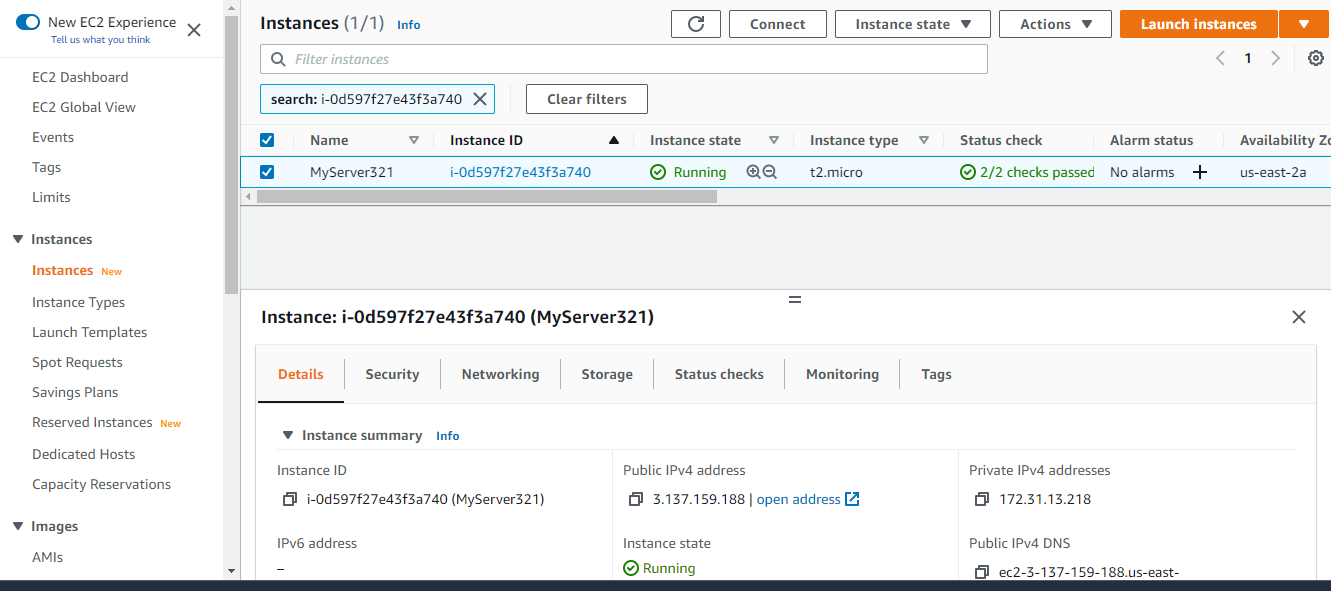 New EC2 Experience
Tell us what you think
EC2 Dashboard
EC2 Global View
Events
Tags
Limits
Instances
Instances New
Instance Types
Launch Templates
Spot Requests
Savings Plans
Reserved Instances New
Dedicated Hosts
Capacity Reservations
Images
AMIs
Instances (1/1) Info
Connect
Instance state
Actions
Launch instances
Filter instances
1
search: i-0d597f27e43f3a740
Clear filters
Name Instance ID Instance state Instance type Status check Alarm status Availability Zo
MyServer321 i-0d597f27e43f3a740 Running t2.micro 2/2 checks passed No alarms us-east-2a
Instance: i-0d597f27e43f3a740 (MyServer321)
Details Security Networking Storage Status checks Monitoring Tags
Instance summary Info
Instance ID Public IPv4 address Private IPv4 addresses
i-0d597f27e43f3a740 (MyServer321) 3.137.159.188 | open address 172.31.13.218
IPv6 address Instance state Public IPv4 DNS
– Running ec2-3-137-159-188.us-east-